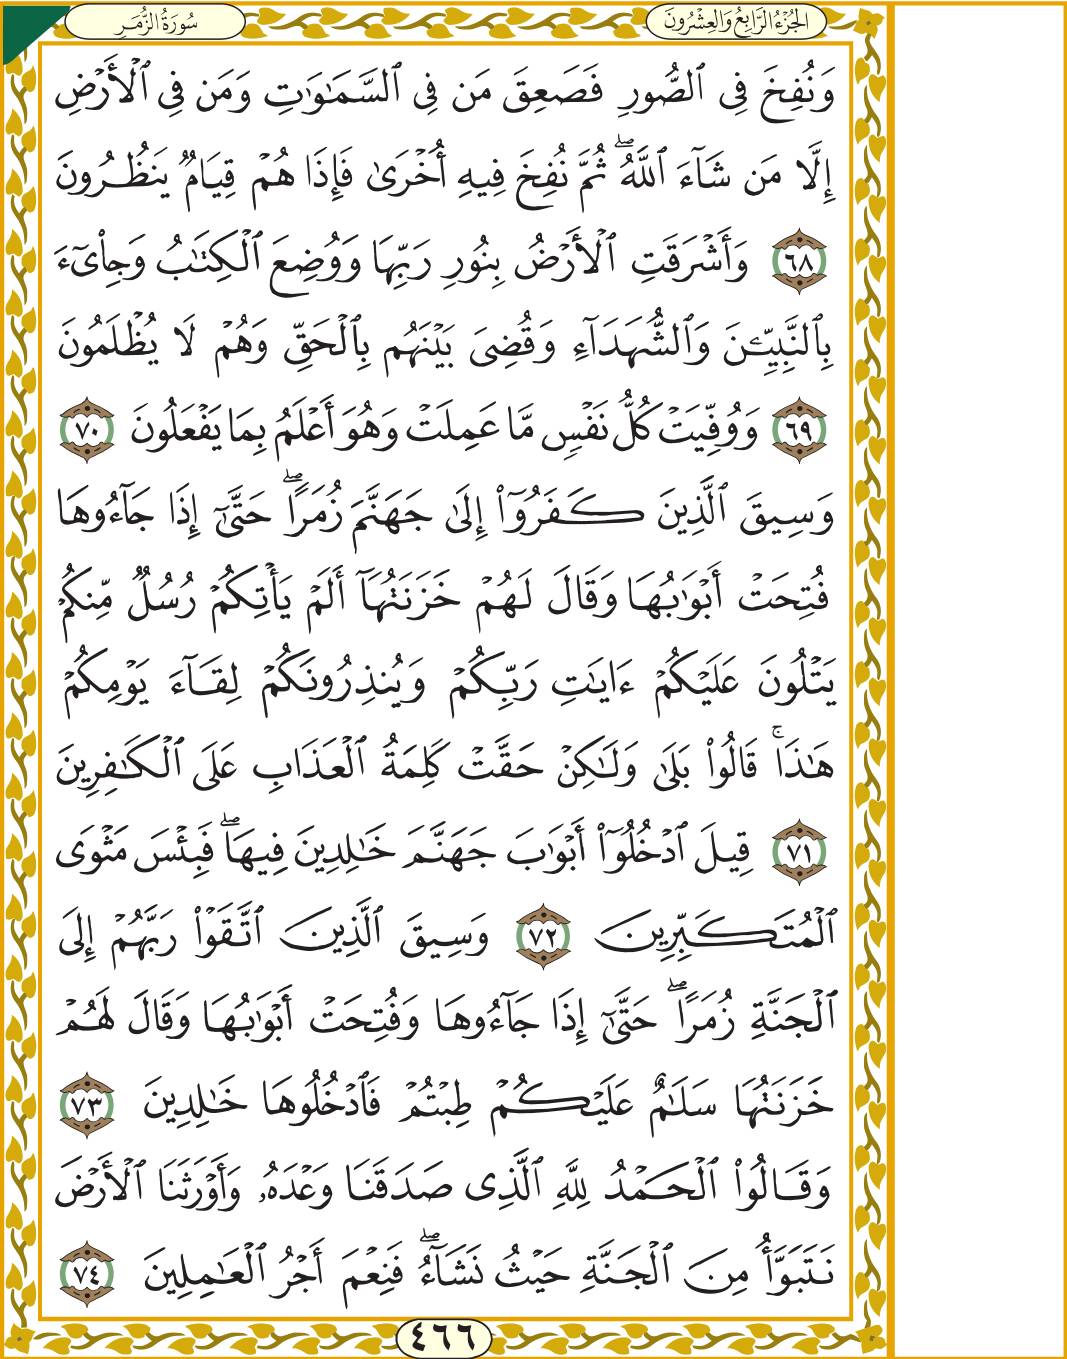 الجُزْءُ الرَّابِعُ وَالعِشْرُونَ
سُورَةُ الزُّمَرِ
وَنُفِخَ فِى ٱلصُّورِ فَصَعِقَ مَن فِى ٱلسَّمَٰوَٰتِ وَمَن فِى ٱلْأَرْضِ
إِلَّا مَن شَآءَ ٱللَّهُۖ ثُمَّ نُفِخَ فِيهِ أُخْرَىٰ فَإِذَا هُمْ قِيَامٌ يَنظُرُونَ
٦٨ وَأَشْرَقَتِ ٱلْأَرْضُ بِنُورِ رَبِّهَا وَوُضِعَ ٱلْكِتَٰبُ وَجِا۟ىٓءَ
بِٱلنَّبِيِّـۧنَ وَٱلشُّهَدَآءِ وَقُضِىَ بَيْنَهُم بِٱلْحَقِّ وَهُمْ لَا يُظْلَمُونَ
٦٩ وَوُفِّيَتْ كُلُّ نَفْسٍ مَّا عَمِلَتْ وَهُوَ أَعْلَمُ بِمَا يَفْعَلُونَ ٧٠
وَسِيقَ ٱلَّذِينَ كَفَرُوٓا۟ إِلَىٰ جَهَنَّمَ زُمَرًاۖ حَتَّىٰٓ إِذَا جَآءُوهَا
فُتِحَتْ أَبْوَٰبُهَا وَقَالَ لَهُمْ خَزَنَتُهَآ أَلَمْ يَأْتِكُمْ رُسُلٌ مِّنكُمْ
يَتْلُونَ عَلَيْكُمْ ءَايَٰتِ رَبِّكُمْ وَيُنذِرُونَكُمْ لِقَآءَ يَوْمِكُمْ
هَٰذَاۚ قَالُوا۟ بَلَىٰ وَلَٰكِنْ حَقَّتْ كَلِمَةُ ٱلْعَذَابِ عَلَى ٱلْكَٰفِرِينَ
٧١ قِيلَ ٱدْخُلُوٓا۟ أَبْوَٰبَ جَهَنَّمَ خَٰلِدِينَ فِيهَاۖ فَبِئْسَ مَثْوَى
ٱلْمُتَكَبِّرِينَ ٧٢ وَسِيقَ ٱلَّذِينَ ٱتَّقَوْا۟ رَبَّهُمْ إِلَى
ٱلْجَنَّةِ زُمَرًاۖ حَتَّىٰٓ إِذَا جَآءُوهَا وَفُتِحَتْ أَبْوَٰبُهَا وَقَالَ لَهُمْ
خَزَنَتُهَا سَلَٰمٌ عَلَيْكُمْ طِبْتُمْ فَٱدْخُلُوهَا خَٰلِدِينَ ٧٣
وَقَالُوا۟ ٱلْحَمْدُ لِلَّهِ ٱلَّذِى صَدَقَنَا وَعْدَهُۥ وَأَوْرَثَنَا ٱلْأَرْضَ
نَتَبَوَّأُ مِنَ ٱلْجَنَّةِ حَيْثُ نَشَآءُۖ فَنِعْمَ أَجْرُ ٱلْعَٰمِلِينَ ٧٤
٤٦٦